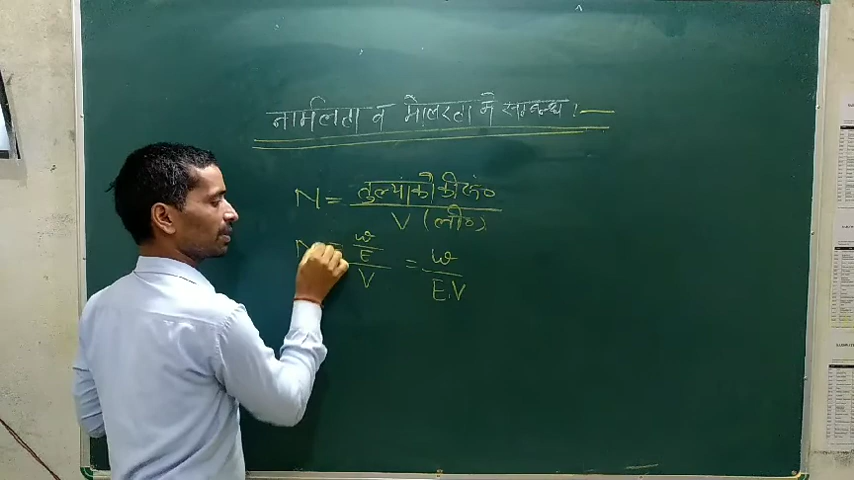 नार्मलता व मोलरता में सम्बन्ध :—
N = तुल्यांको की सं० / V (ली०)
N = w/E / V = w / E.V